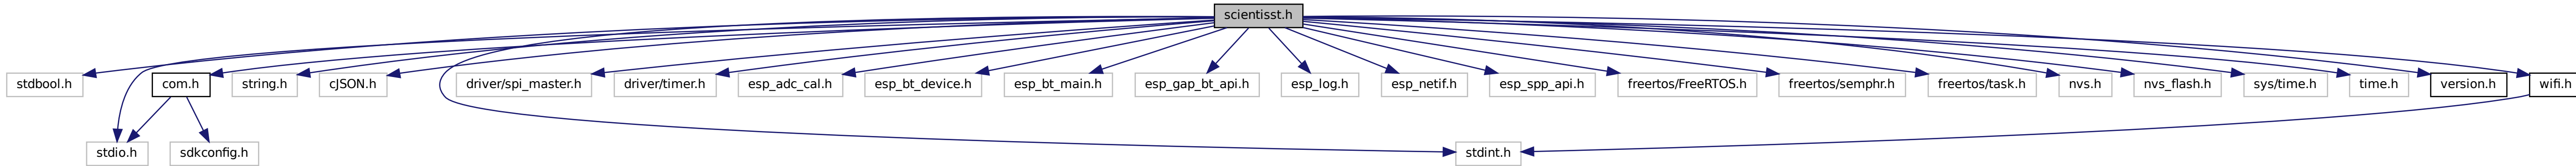 scientisst.h
stdbool.h
com.h
string.h
cJSON.h
driver/spi_master.h
driver/timer.h
esp_adc_cal.h
esp_bt_device.h
esp_bt_main.h
esp_gap_bt_api.h
esp_log.h
esp_netif.h
esp_spp_api.h
freertos/FreeRTOS.h
freertos/semphr.h
freertos/task.h
nvs.h
nvs_flash.h
sys/time.h
time.h
version.h
wifi.h
stdio.h
sdkconfig.h
stdint.h